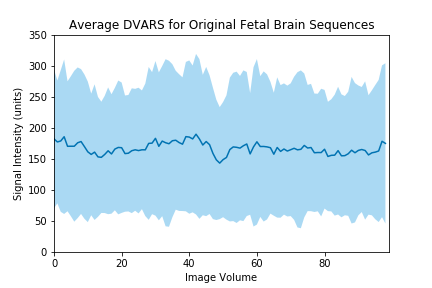 Average DVARS for Original Fetal Brain Sequences
350
300
250
200
150
100
50
0
Signal Intensity (units)
0 20 40 60 80
Image Volume